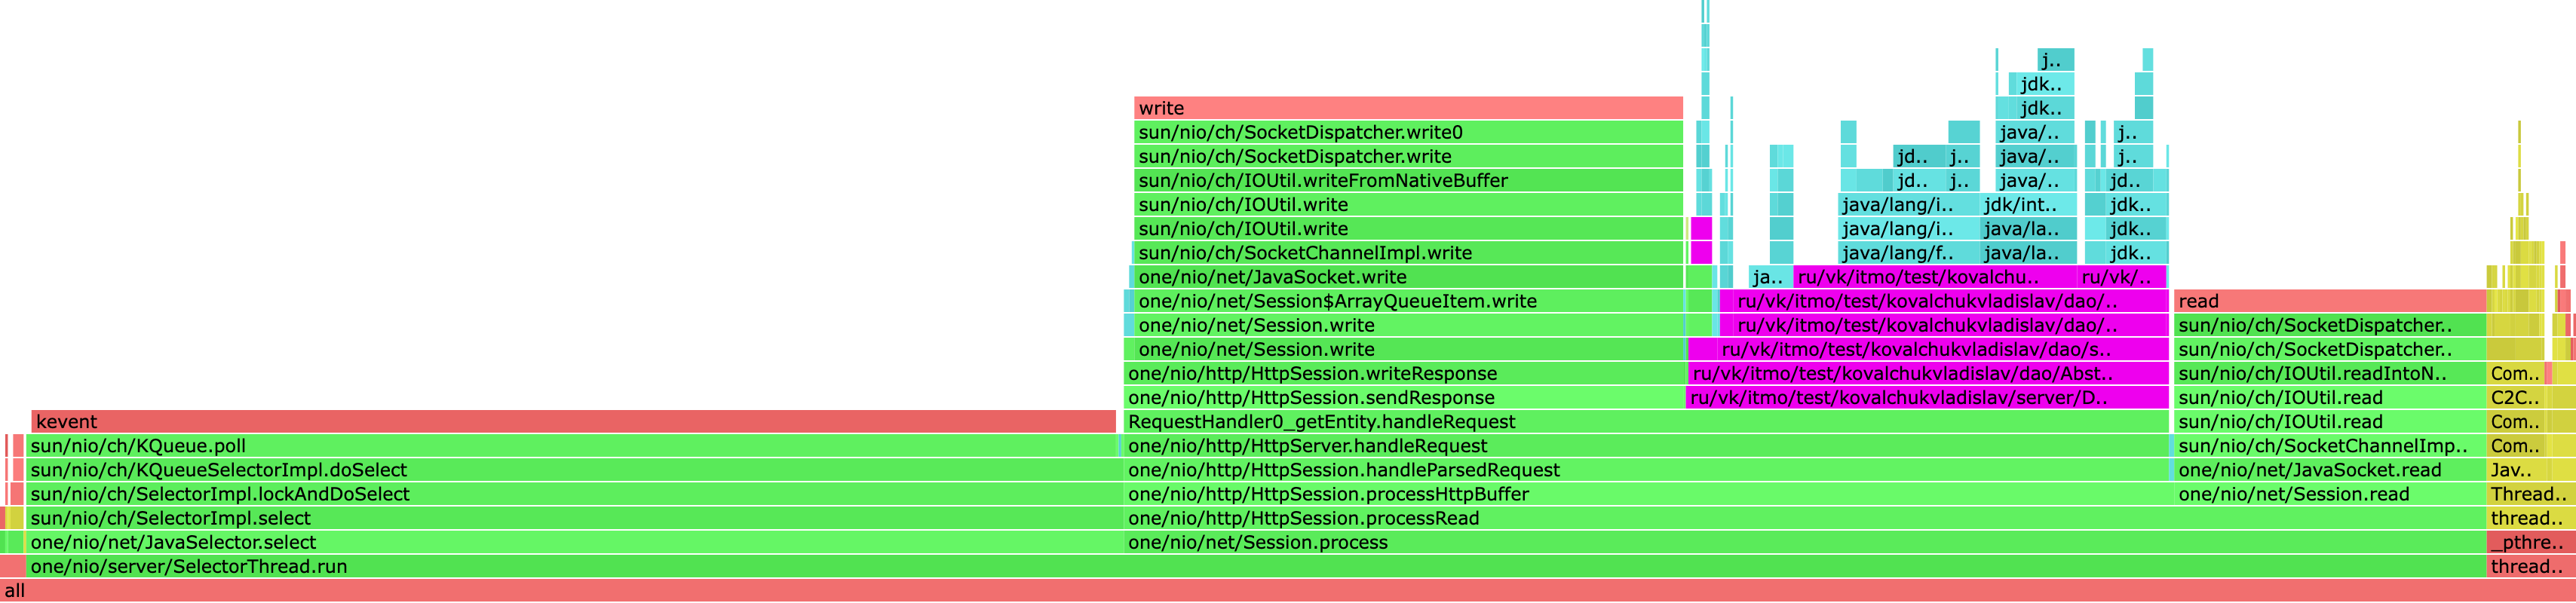 j..
jdk..
write jdk..
sun/nio/ch/SocketDispatcher.write0 java/.. j..
sun/nio/ch/SocketDispatcher.write jd.. j.. java/.. j..
sun/nio/ch/IOUtil.writeFromNativeBuffer jd.. j.. java/.. jd..
sun/nio/ch/IOUtil.write java/lang/i.. jdk/int.. jdk..
sun/nio/ch/IOUtil.write java/lang/i.. java/la.. jdk..
sun/nio/ch/SocketChannelImpl.write java/lang/f.. java/la.. jdk..
one/nio/net/JavaSocket.write ja.. ru/vk/itmo/test/kovalchu.. ru/vk/..
one/nio/net/Session$ArrayQueueItem.write ru/vk/itmo/test/kovalchukvladislav/dao/.. read
one/nio/net/Session.write ru/vk/itmo/test/kovalchukvladislav/dao/.. sun/nio/ch/SocketDispatcher..
one/nio/net/Session.write ru/vk/itmo/test/kovalchukvladislav/dao/s.. sun/nio/ch/SocketDispatcher..
one/nio/http/HttpSession.writeResponse ru/vk/itmo/test/kovalchukvladislav/dao/Abst.. sun/nio/ch/IOUtil.readIntoN.. Com..
one/nio/http/HttpSession.sendResponse ru/vk/itmo/test/kovalchukvladislav/server/D.. sun/nio/ch/IOUtil.read C2C..
kevent RequestHandler0_getEntity.handleRequest sun/nio/ch/IOUtil.read Com..
sun/nio/ch/KQueue.poll one/nio/http/HttpServer.handleRequest sun/nio/ch/SocketChannelImp.. Com..
sun/nio/ch/KQueueSelectorImpl.doSelect one/nio/http/HttpSession.handleParsedRequest one/nio/net/JavaSocket.read Jav..
sun/nio/ch/SelectorImpl.lockAndDoSelect one/nio/http/HttpSession.processHttpBuffer one/nio/net/Session.read Thread..
sun/nio/ch/SelectorImpl.select one/nio/http/HttpSession.processRead thread..
one/nio/net/JavaSelector.select one/nio/net/Session.process _pthre..
one/nio/server/SelectorThread.run thread..
all